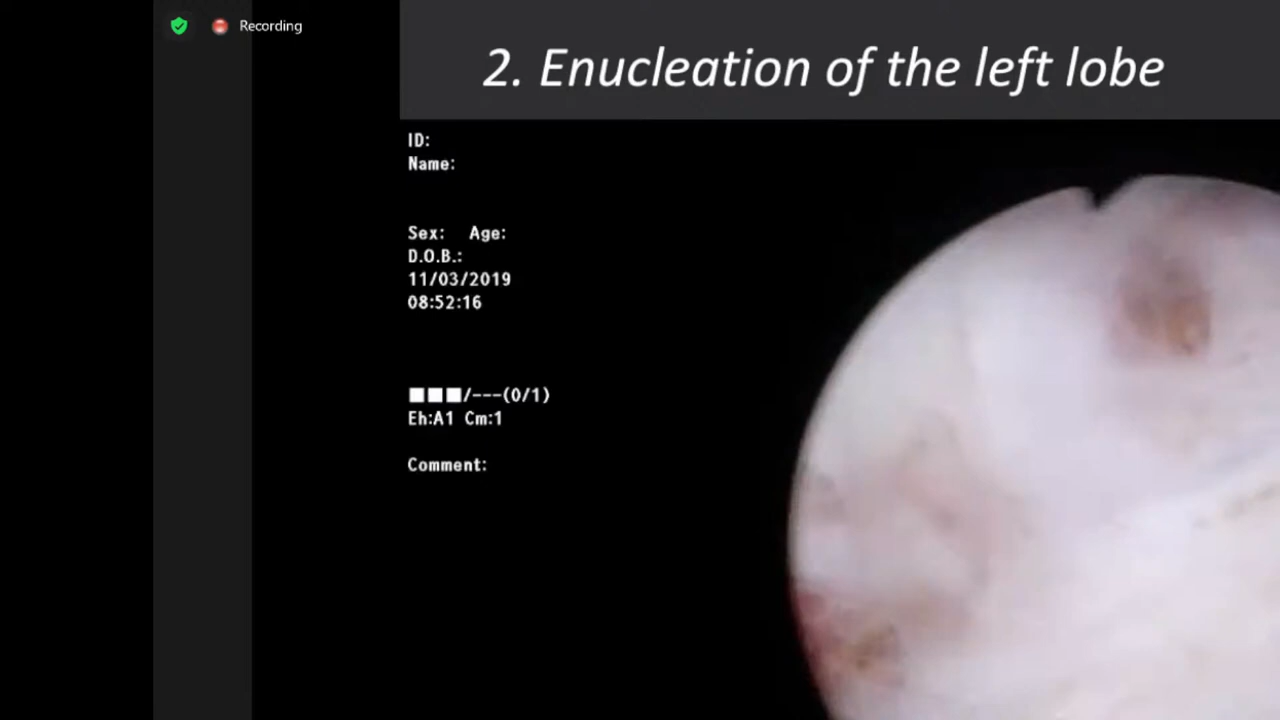 Recording
2. Enucleation of the left lobe
ID:
Name:
Sex: Age:
D.O.B.:
11/03/2019
08:52:16
■■■/---(0/1)
Eh:A1 Cm:1
Comment: